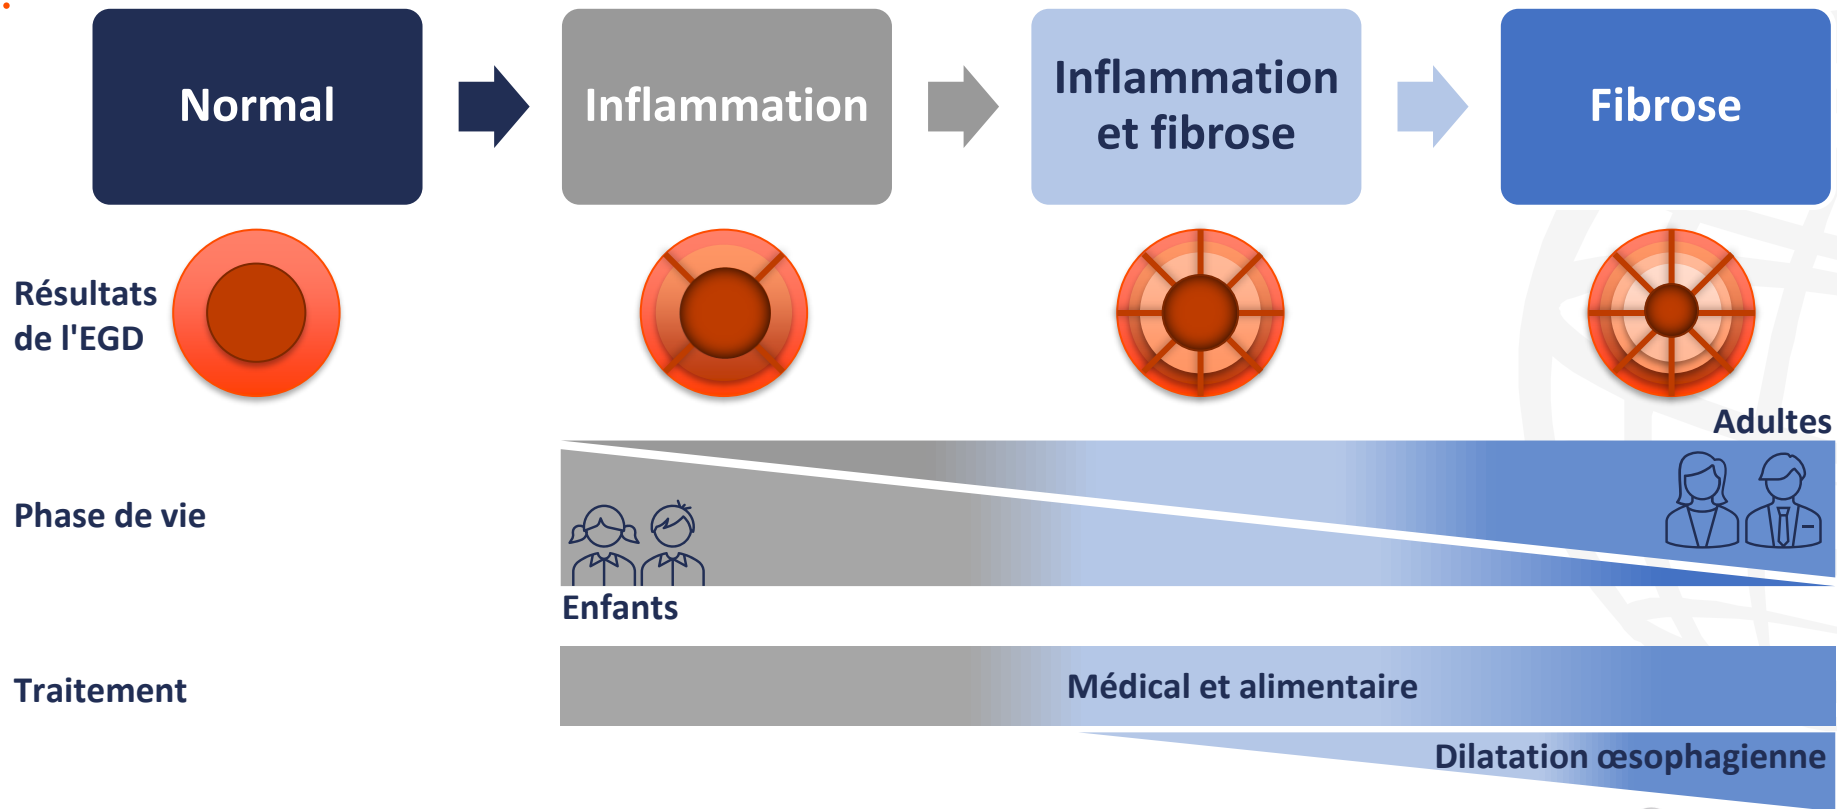 Normal
Inflammation
Inflammation
et fibrose
Fibrose
Résultats
de l'EGD
Adultes
Phase de vie
Enfants
Traitement
Médical et alimentaire
Dilatation œsophagienne